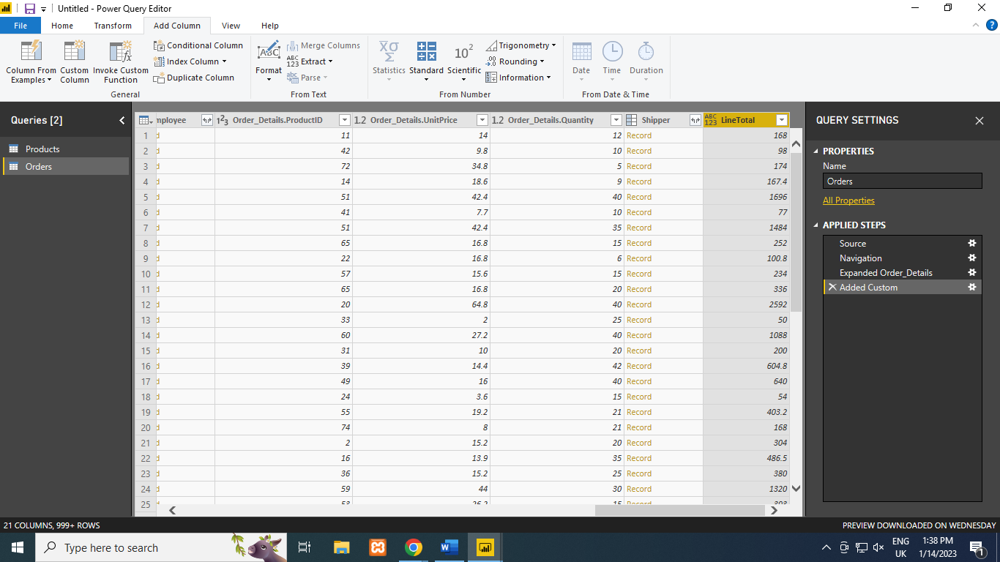 Untitled - Power Query Editor
File Home Transform Add Column View Help
Column From Examples
Custom Column
Invoke Custom Function
Conditional Column
Index Column
Duplicate Column
General
Format
Merge Columns
Extract
Parse
From Text
Statistics
Standard
Scientific
Trigonometry
Rounding
Information
From Number
Date
Time
Duration
From Date & Time
Queries [2]
Products
Orders
mployee 1²3 Order_Details.ProductID 1.2 Order_Details.UnitPrice 1.2 Order_Details.Quantity Shipper ABC 123 LineTotal
1 d 11 14 12 Record 168
2 d 42 9.8 10 Record 98
3 d 72 34.8 5 Record 174
4 d 14 18.6 9 Record 167.4
5 d 51 42.4 40 Record 1696
6 d 41 7.7 10 Record 77
7 d 51 42.4 35 Record 1484
8 d 65 16.8 15 Record 252
9 d 22 16.8 6 Record 100.8
10 d 57 15.6 15 Record 234
11 d 65 16.8 20 Record 336
12 d 20 64.8 40 Record 2592
13 d 33 2 25 Record 50
14 d 60 27.2 40 Record 1088
15 d 31 10 20 Record 200
16 d 39 14.4 42 Record 604.8
17 d 49 16 40 Record 640
18 d 24 3.6 15 Record 54
19 d 55 19.2 21 Record 403.2
20 d 74 8 21 Record 168
21 d 2 15.2 20 Record 304
22 d 16 13.9 35 Record 486.5
23 d 36 15.2 25 Record 380
24 d 59 44 30 Record 1320
25 d 53 26.2 15 Record 393
QUERY SETTINGS
PROPERTIES
Name
Orders
All Properties
APPLIED STEPS
Source
Navigation
Expanded Order_Details
Added Custom
21 COLUMNS, 999+ ROWS
PREVIEW DOWNLOADED ON WEDNESDAY
Type here to search
ENG
UK
1:38 PM
1/14/2023
1